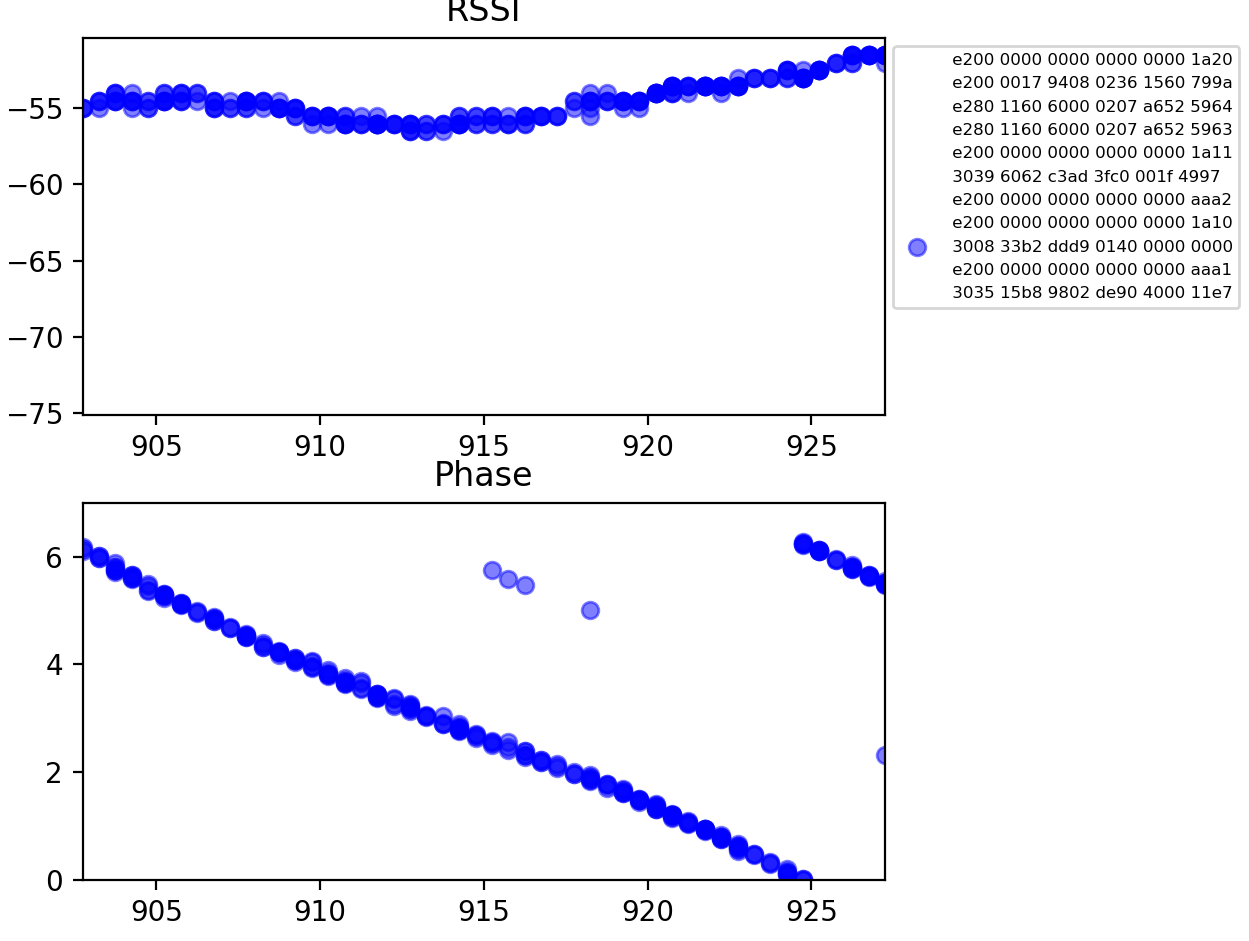 RSSI
−55
−60
−65
−70
−75
905 910 915 920 925
e200 0000 0000 0000 0000 1a20
e200 0017 9408 0236 1560 799a
e280 1160 6000 0207 a652 5964
e280 1160 6000 0207 a652 5963
e200 0000 0000 0000 0000 1a11
3039 6062 c3ad 3fc0 001f 4997
e200 0000 0000 0000 0000 aaa2
e200 0000 0000 0000 0000 1a10
3008 33b2 ddd9 0140 0000 0000
e200 0000 0000 0000 0000 aaa1
3035 15b8 9802 de90 4000 11e7
Phase
6
4
2
0
905 910 915 920 925